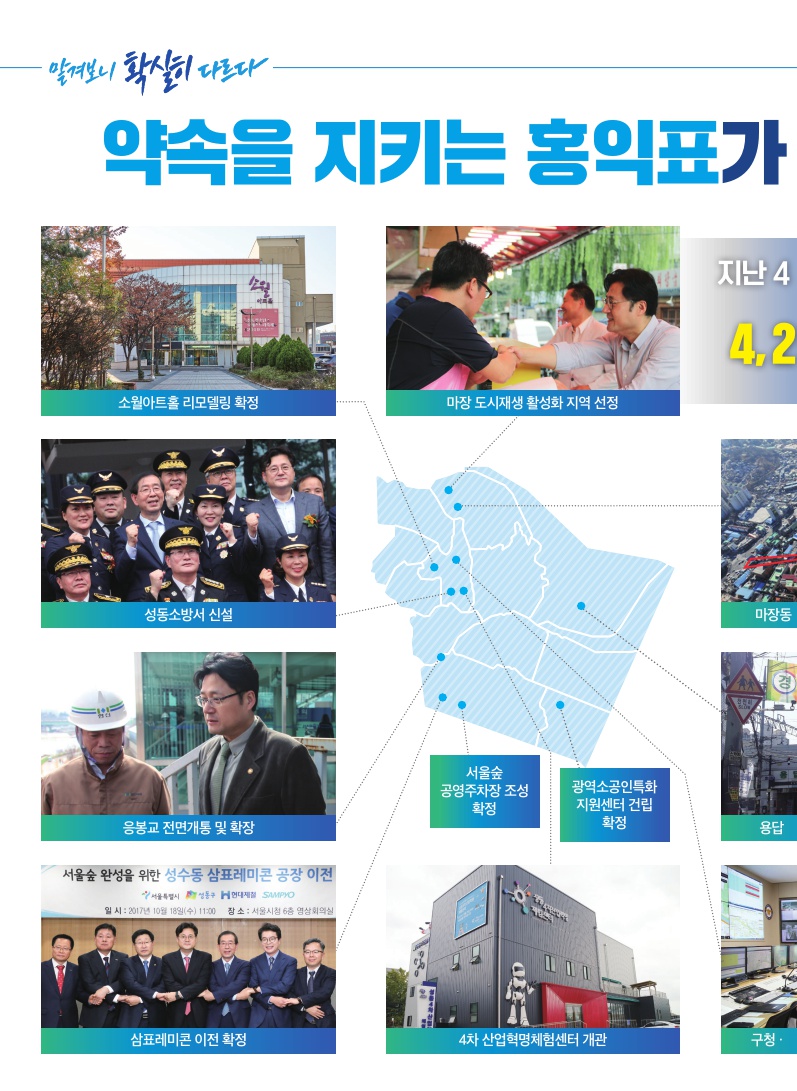 맡겨보니 확실히 다르다
약속을 지키는 홍익표가
소월
아트홀
소월아트홀 리모델링 확정
마장 도시재생 활성화 지역 선정
지난 4
4,2
성동소방서 신설
마장동
응봉교 전면개통 및 확장
서울숲
공영주차장 조성
확정
광역소공인특화
지원센터 건립
확정
경
용답
서울숲 완성을 위한 성수동 삼표레미콘 공장 이전
서울특별시 성동구 현대제철 SAMPYO
일 시 : 2017년 10월 18일(수) 11:00 장 소 : 서울시청 6층 영상회의실
삼표레미콘 이전 확정
4차 산업혁명체험센터 개관
구청 ·